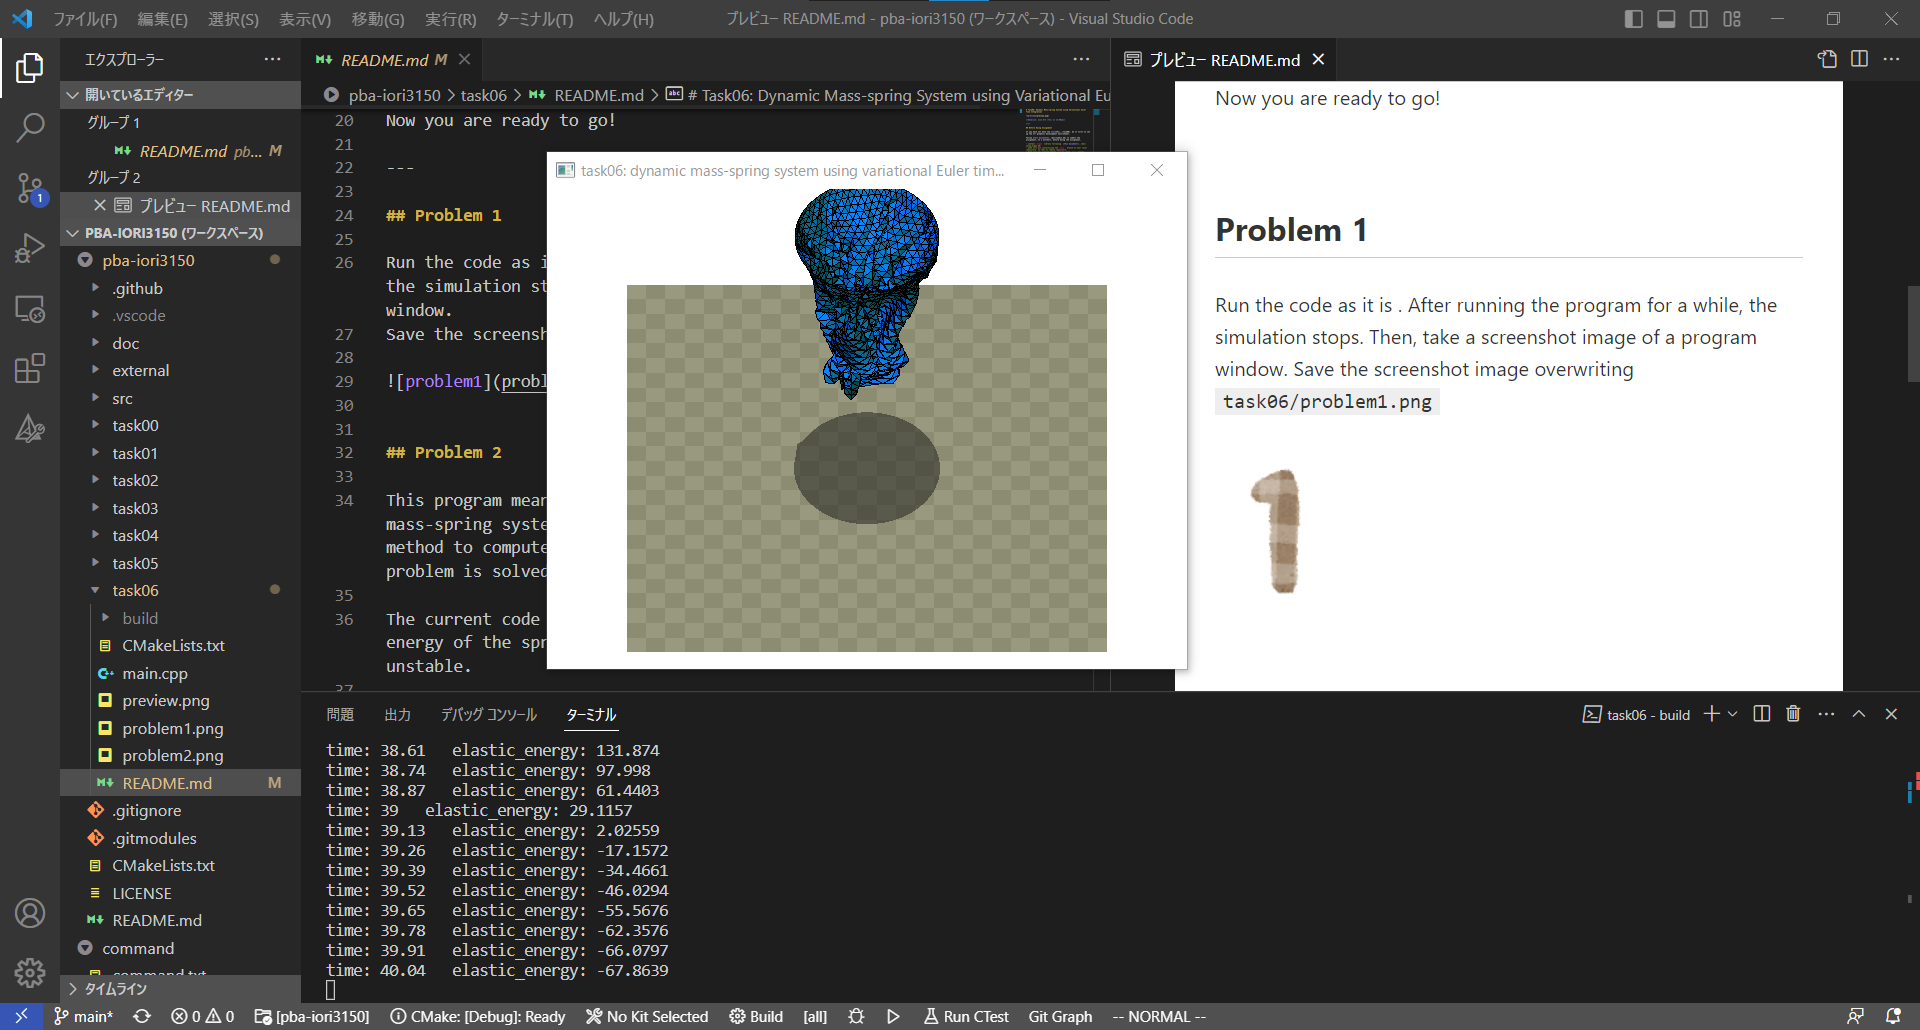 ファイル(F) 編集(E) 選択(S) 表示(V) 移動(G) 実行(R) ターミナル(T) ヘルプ(H)
プレビュー README.md - pba-iori3150 (ワークスペース) - Visual Studio Code
エクスプローラー
開いているエディター
グループ 1
README.md pb... M
グループ 2
プレビュー README.md
PBA-IORI3150 (ワークスペース)
pba-iori3150
.github
.vscode
doc
external
src
task00
task01
task02
task03
task04
task05
task06
build
CMakeLists.txt
main.cpp
preview.png
problem1.png
problem2.png
README.md M
.gitignore
.gitmodules
CMakeLists.txt
LICENSE
README.md
command
command.txt
タイムライン
1
README.md M
pba-iori3150 > task06 > README.md > # Task06: Dynamic Mass-spring System using Variational Eu
20 Now you are ready to go!
21
22 ---
23
24 ## Problem 1
25
26 Run the code as i
the simulation st
window.
27 Save the screensh
28
29 ![problem1](probl
30
31
32 ## Problem 2
33
34 This program mear
mass-spring syste
method to compute
problem is solved
35
36 The current code
energy of the spr
unstable.
37
task06: dynamic mass-spring system using variational Euler tim...
プレビュー README.md
Now you are ready to go!
Problem 1
Run the code as it is . After running the program for a while, the
simulation stops. Then, take a screenshot image of a program
window. Save the screenshot image overwriting
task06/problem1.png
1
問題 出力 デバッグ コンソール ターミナル
task06 - build
time: 38.61 elastic_energy: 131.874
time: 38.74 elastic_energy: 97.998
time: 38.87 elastic_energy: 61.4403
time: 39 elastic_energy: 29.1157
time: 39.13 elastic_energy: 2.02559
time: 39.26 elastic_energy: -17.1572
time: 39.39 elastic_energy: -34.4661
time: 39.52 elastic_energy: -46.0294
time: 39.65 elastic_energy: -55.5676
time: 39.78 elastic_energy: -62.3576
time: 39.91 elastic_energy: -66.0797
time: 40.04 elastic_energy: -67.8639
main* 0 0 [pba-iori3150] CMake: [Debug]: Ready No Kit Selected Build [all] Run CTest Git Graph -- NORMAL --